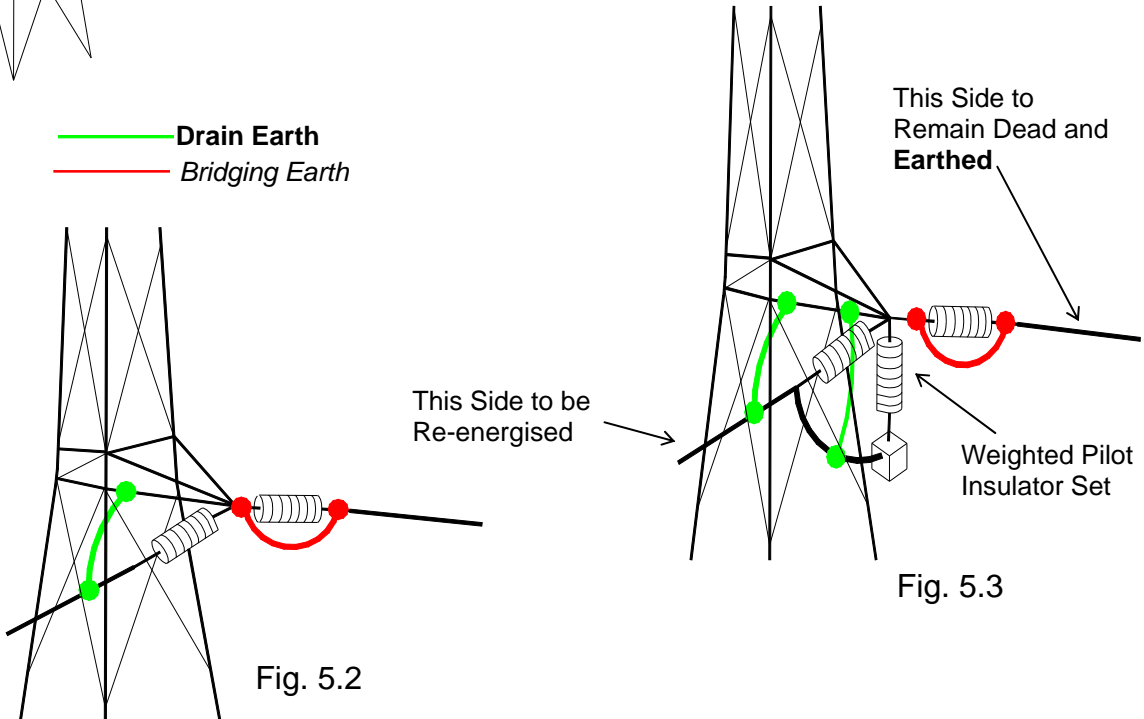 Drain Earth
Bridging Earth
Fig. 5.2
This Side to be
Re-energised
This Side to
Remain Dead and
Earthed
Weighted Pilot
Insulator Set
Fig. 5.3